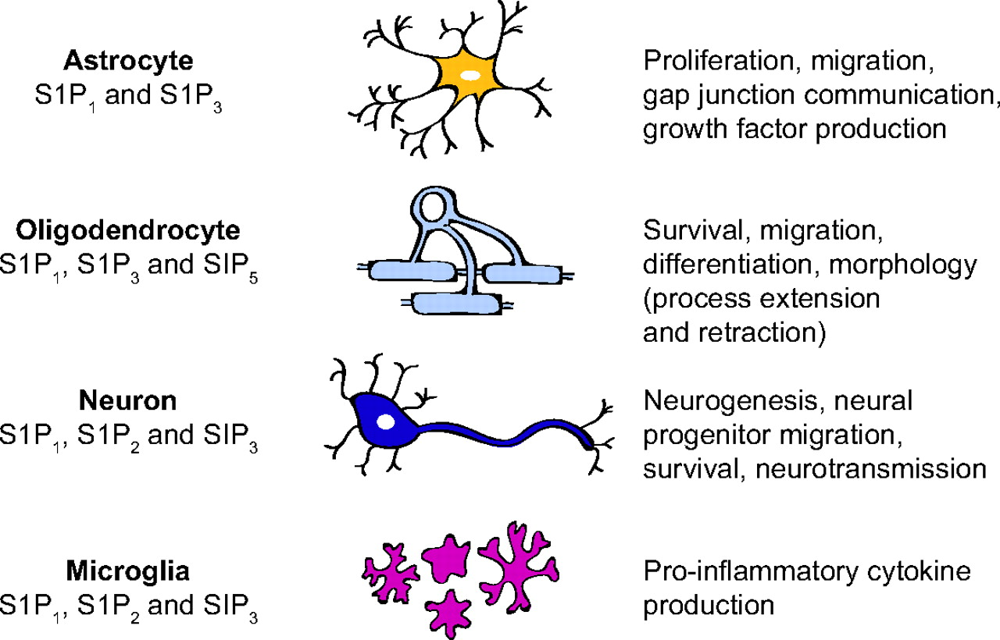 Astrocyte
S1P₁ and S1P₃
Proliferation, migration,
gap junction communication,
growth factor production
Oligodendrocyte
S1P₁, S1P₃ and SIP₅
Survival, migration,
differentiation, morphology
(process extension
and retraction)
Neuron
S1P₁, S1P₂ and SIP₃
Neurogenesis, neural
progenitor migration,
survival, neurotransmission
Microglia
S1P₁, S1P₂ and SIP₃
Pro-inflammatory cytokine
production